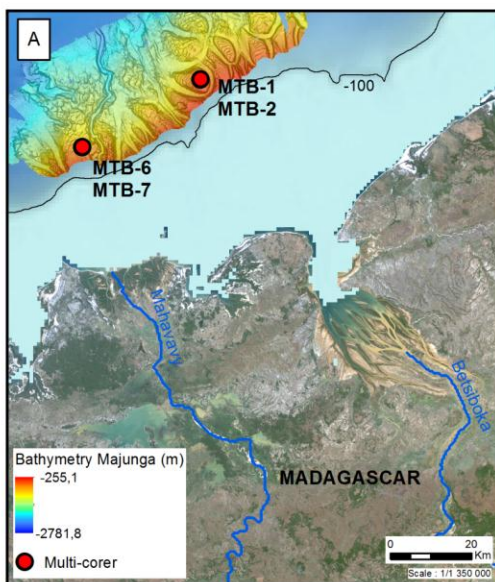 A
-100
MTB-1
MTB-2
MTB-6
MTB-7
Mahavavy
Betsiboka
MADAGASCAR
Bathymetry Majunga (m)
-255,1
-2781,8
Multi-corer
0 20
Km
Scale : 1/1 350 000